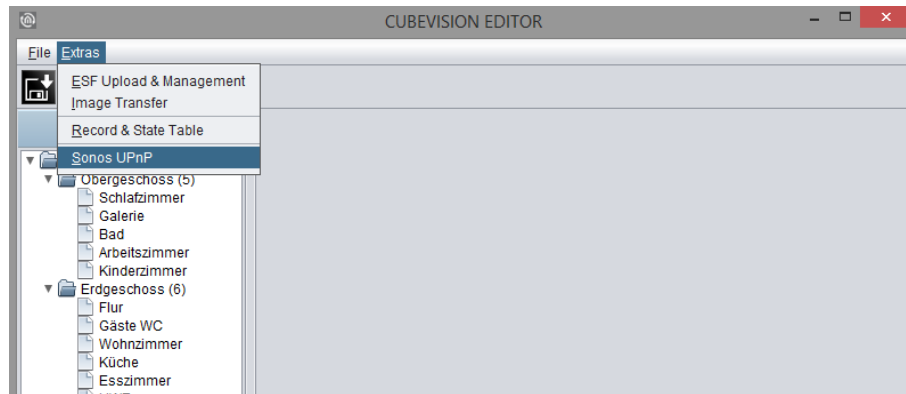 CUBEVISION EDITOR
File Extras
ESF Upload & Management
Image Transfer
Record & State Table
Sonos UPnP
Obergeschoss (5)
Schlafzimmer
Galerie
Bad
Arbeitszimmer
Kinderzimmer
Erdgeschoss (6)
Flur
Gäste WC
Wohnzimmer
Küche
Esszimmer